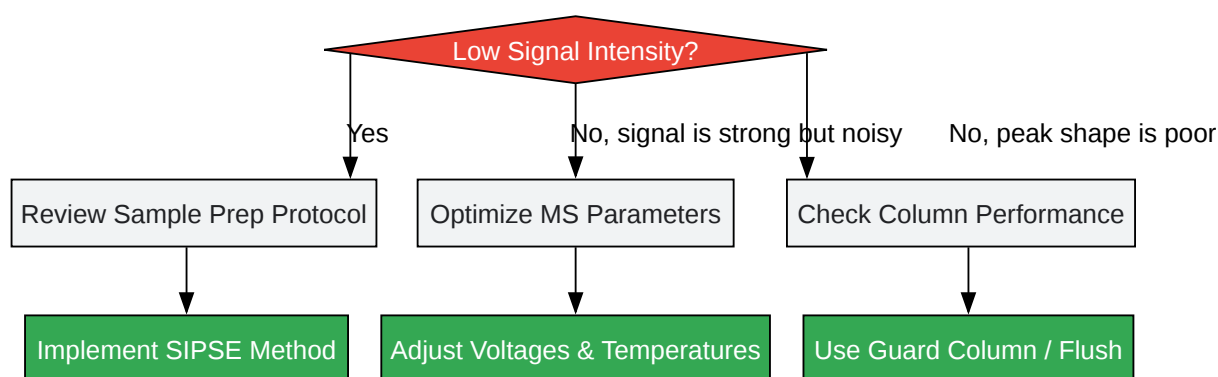 Low Signal Intensity?
Yes
No, signal is strong but noisy
No, peak shape is poor
Review Sample Prep Protocol
Optimize MS Parameters
Check Column Performance
Implement SIPSE Method
Adjust Voltages & Temperatures
Use Guard Column / Flush